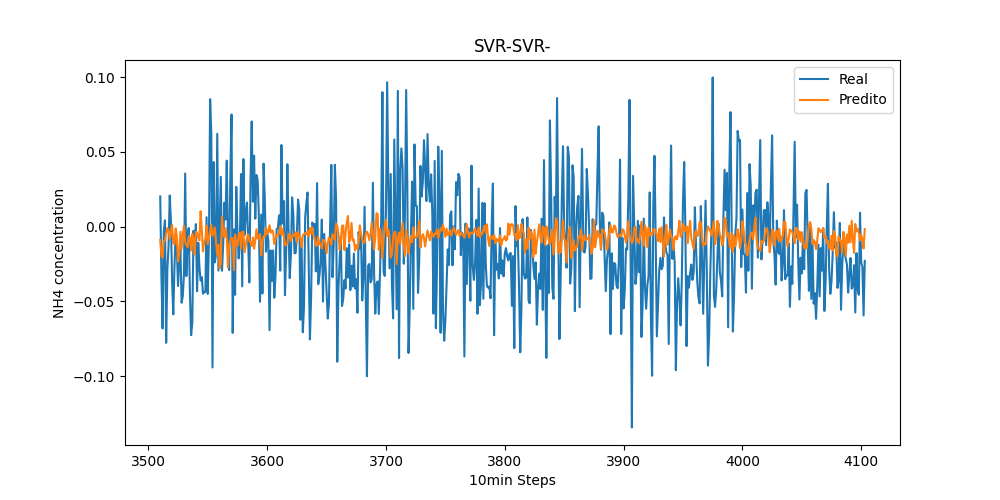 SVR-SVR-
Real
Predito
NH4 concentration
0.10
0.05
0.00
−0.05
−0.10
3500 3600 3700 3800 3900 4000 4100
10min Steps